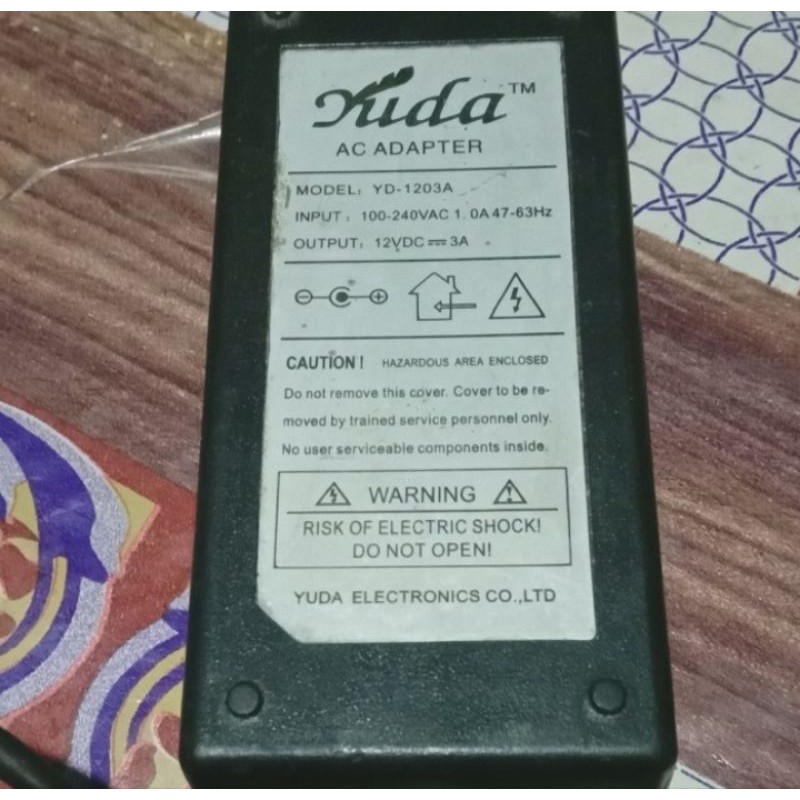 Yuda™
AC ADAPTER
MODEL: YD-1203A
INPUT: 100-240VAC 1.0A 47-63Hz
OUTPUT: 12VDC ⎓ 3A
CAUTION! HAZARDOUS AREA ENCLOSED
Do not remove this cover. Cover to be re-
moved by trained service personnel only.
No user serviceable components inside.
WARNING
RISK OF ELECTRIC SHOCK!
DO NOT OPEN!
YUDA ELECTRONICS CO.,LTD